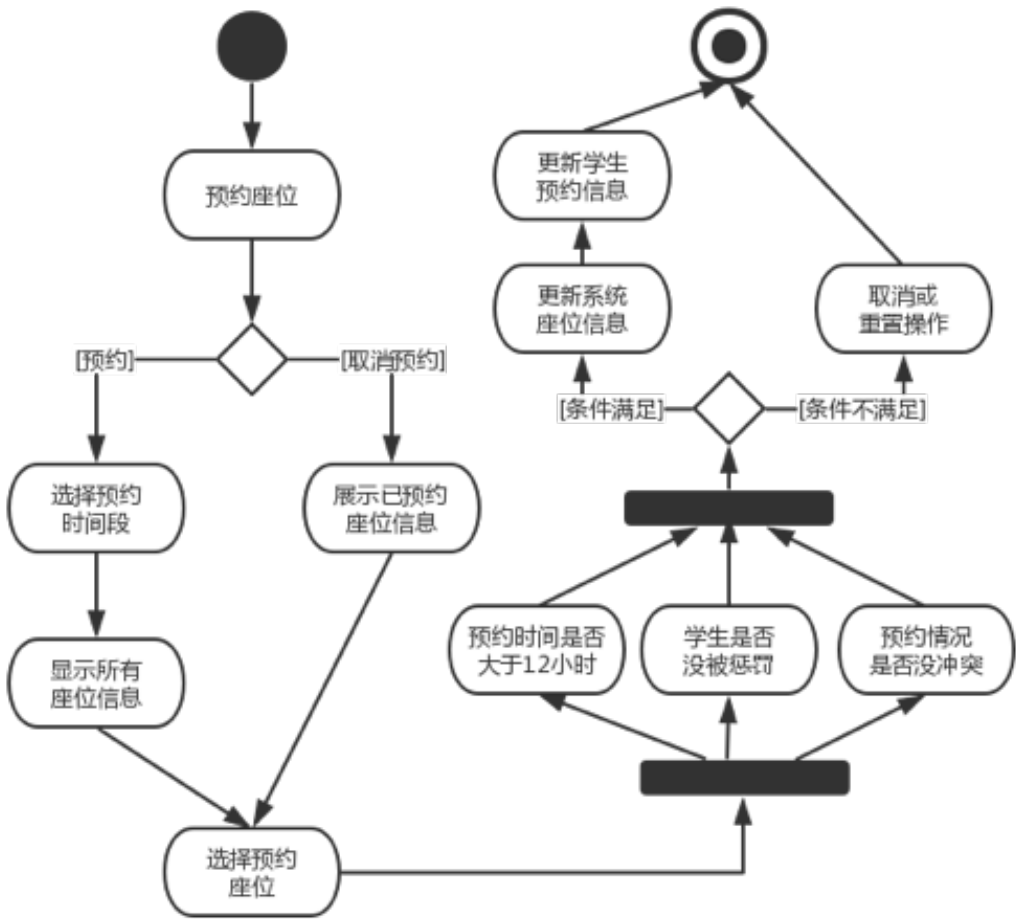 预约座位
[预约]
[取消预约]
选择预约
时间段
展示已预约
座位信息
显示所有
座位信息
选择预约
座位
更新学生
预约信息
更新系统
座位信息
取消或
重置操作
[条件满足]
[条件不满足]
预约时间是否
大于12小时
学生是否
没被惩罚
预约情况
是否没冲突